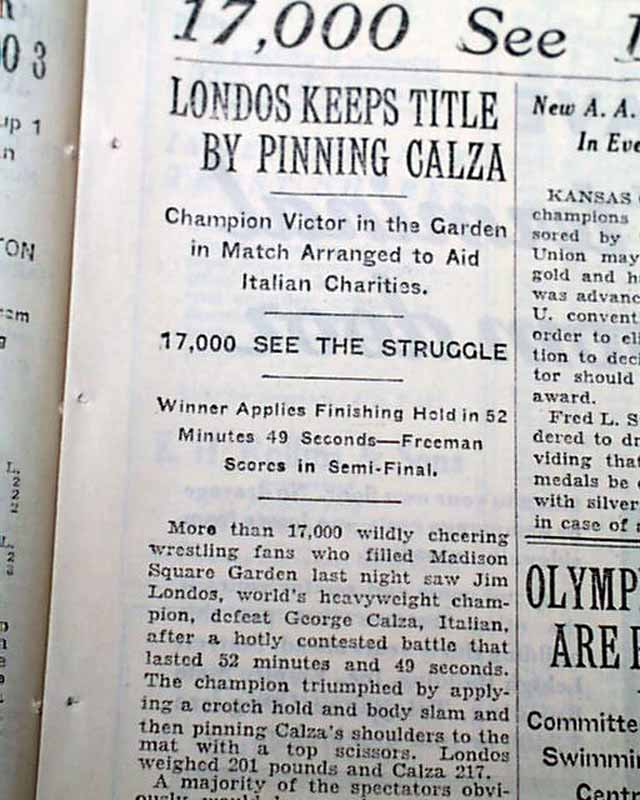 17,000 See
LONDOS KEEPS TITLE
BY PINNING CALZA
Champion Victor in the Garden
in Match Arranged to Aid
Italian Charities.
17,000 SEE THE STRUGGLE
Winner Applies Finishing Hold in 52
Minutes 49 Seconds—Freeman
Scores in Semi-Final.
More than 17,000 wildly cheering
wrestling fans who filled Madison
Square Garden last night saw Jim
Londos, world's heavyweight cham-
pion, defeat George Calza, Italian,
after a hotly contested battle that
lasted 52 minutes and 49 seconds.
The champion triumphed by apply-
ing a crotch hold and body slam and
then pinning Calza's shoulders to the
mat with a top scissors. Londos
weighed 201 pounds and Calza 217.
A majority of the spectators obvi-
New A. A.
In Eve
KANSAS
champions
sored by
Union may
gold and h
was advanc
U. convent
order to eli
tion to deci
tor should
award.
Fred L. S
dered to dr
viding that
medals be
with silver
in case of
OLYMP
ARE
Committe
Swimmi
Centr